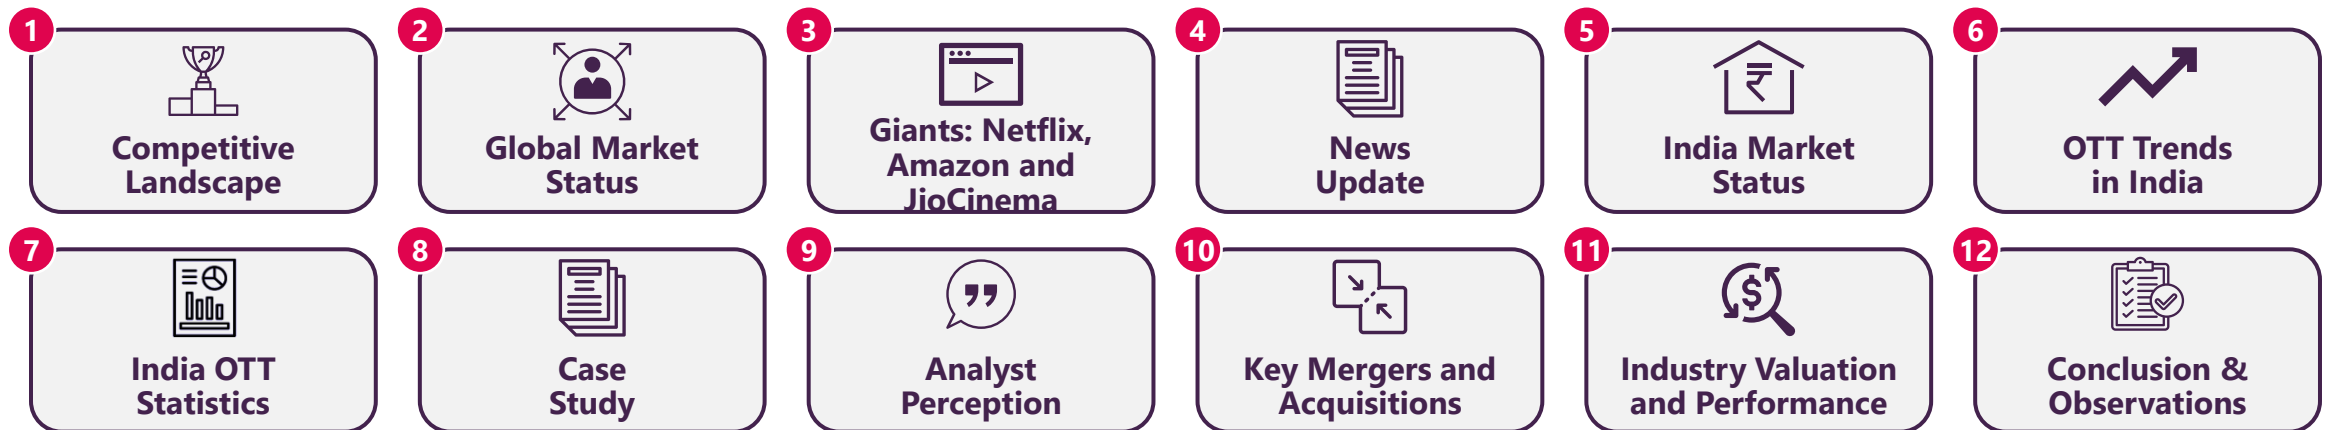 1
Competitive
Landscape
2
Global Market
Status
3
Giants: Netflix,
Amazon and
JioCinema
4
News
Update
5
₹
India Market
Status
6
OTT Trends
in India
7
India OTT
Statistics
8
Case
Study
9
”
Analyst
Perception
10
Key Mergers and
Acquisitions
11
$
Industry Valuation
and Performance
12
Conclusion &
Observations